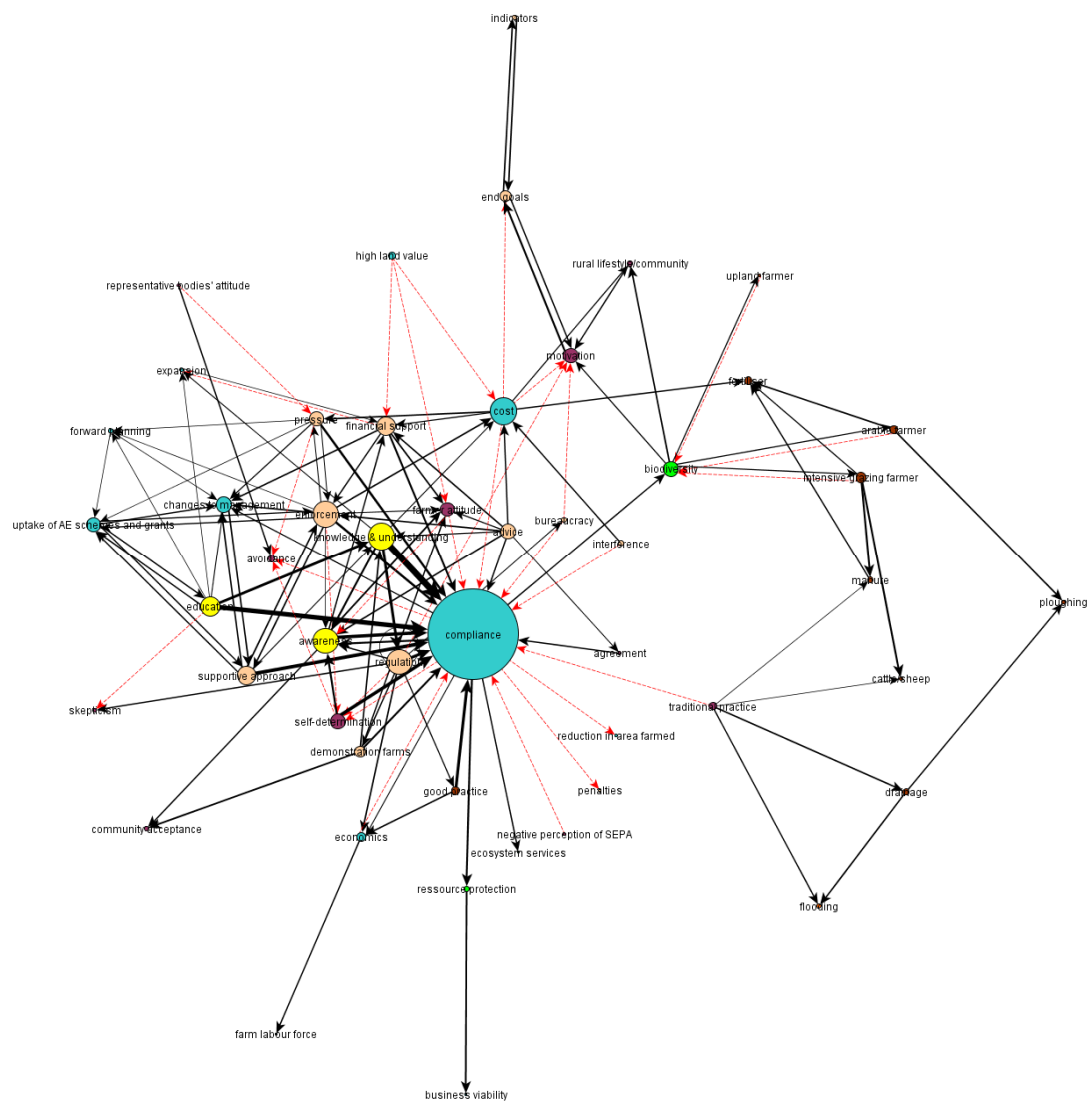 indicators
end goals
high land value
rural lifestyle/community
upland farmer
representative bodies' attitude
motivation
expansion
fertiliser
cost
pressure
financial support
forward planning
arable farmer
biodiversity
intensive grazing farmer
changes to management
enforcement
farmer attitude
uptake of AE schemes and grants
bureaucracy
knowledge & understanding
advice
interference
avoidance
manure
education
ploughing
compliance
awareness
agreement
regulation
supportive approach
cattle/sheep
skepticism
traditional practice
self-determination
reduction in area farmed
demonstration farms
good practice
penalties
drainage
community acceptance
economics
negative perception of SEPA
ecosystem services
ressource protection
flooding
farm labour force
business viability